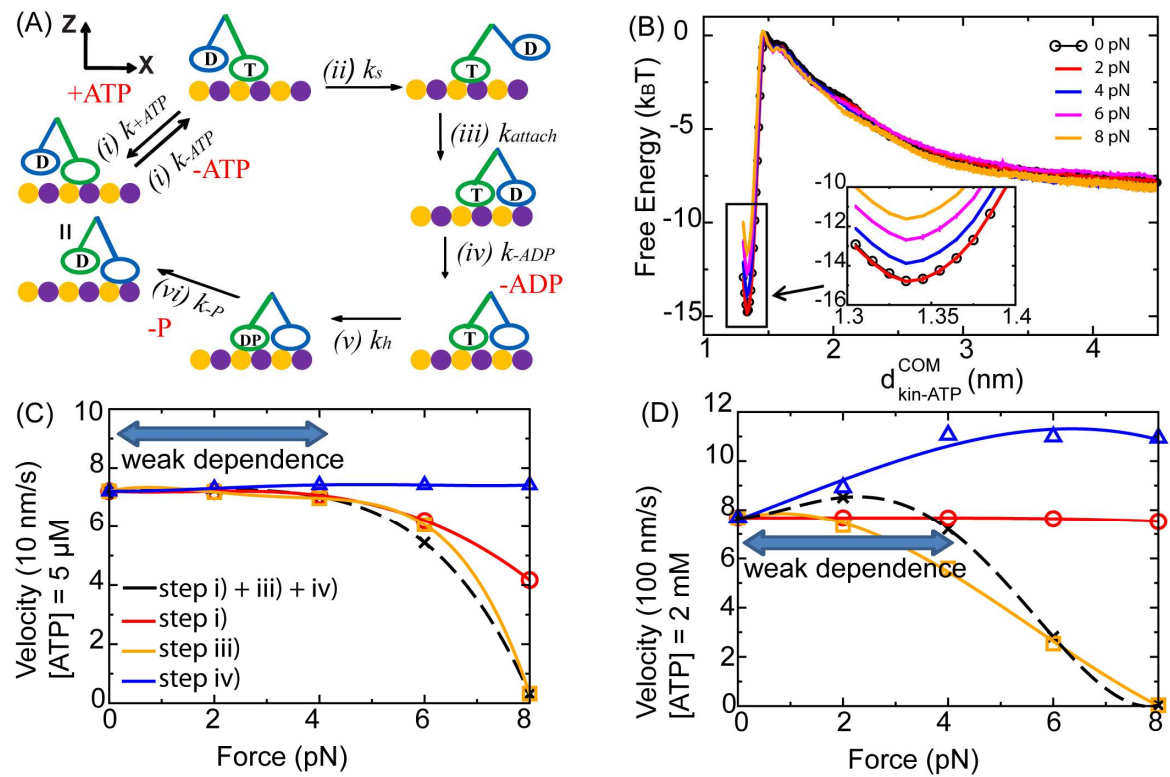 (A)
Z
X
+ATP
D
T
(ii) ks
T
D
(i) k+ATP
(i) k-ATP
-ATP
(iii) kattach
D
T
D
=
D
(iv) k-ADP
-ADP
(vi) k-P
-P
DP
(v) kh
T
(B)
Free Energy (kBT)
0
-5
-10
-15
0 pN
2 pN
4 pN
6 pN
8 pN
-10
-12
-14
-16
1.3
1.35
1.4
1
2
3
4
d COM kin-ATP (nm)
(C)
Velocity (10 nm/s)
[ATP] = 5 µM
10
8
6
4
2
0
weak dependence
step i) + iii) + iv)
step i)
step iii)
step iv)
0
2
4
6
8
Force (pN)
(D)
Velocity (100 nm/s)
[ATP] = 2 mM
12
10
8
6
4
2
0
weak dependence
0
2
4
6
8
Force (pN)